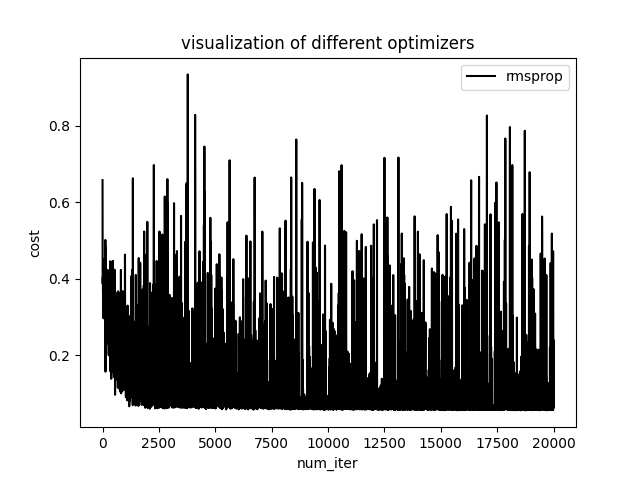 visualization of different optimizers
rmsprop
cost
0.8
0.6
0.4
0.2
0 2500 5000 7500 10000 12500 15000 17500 20000
num_iter